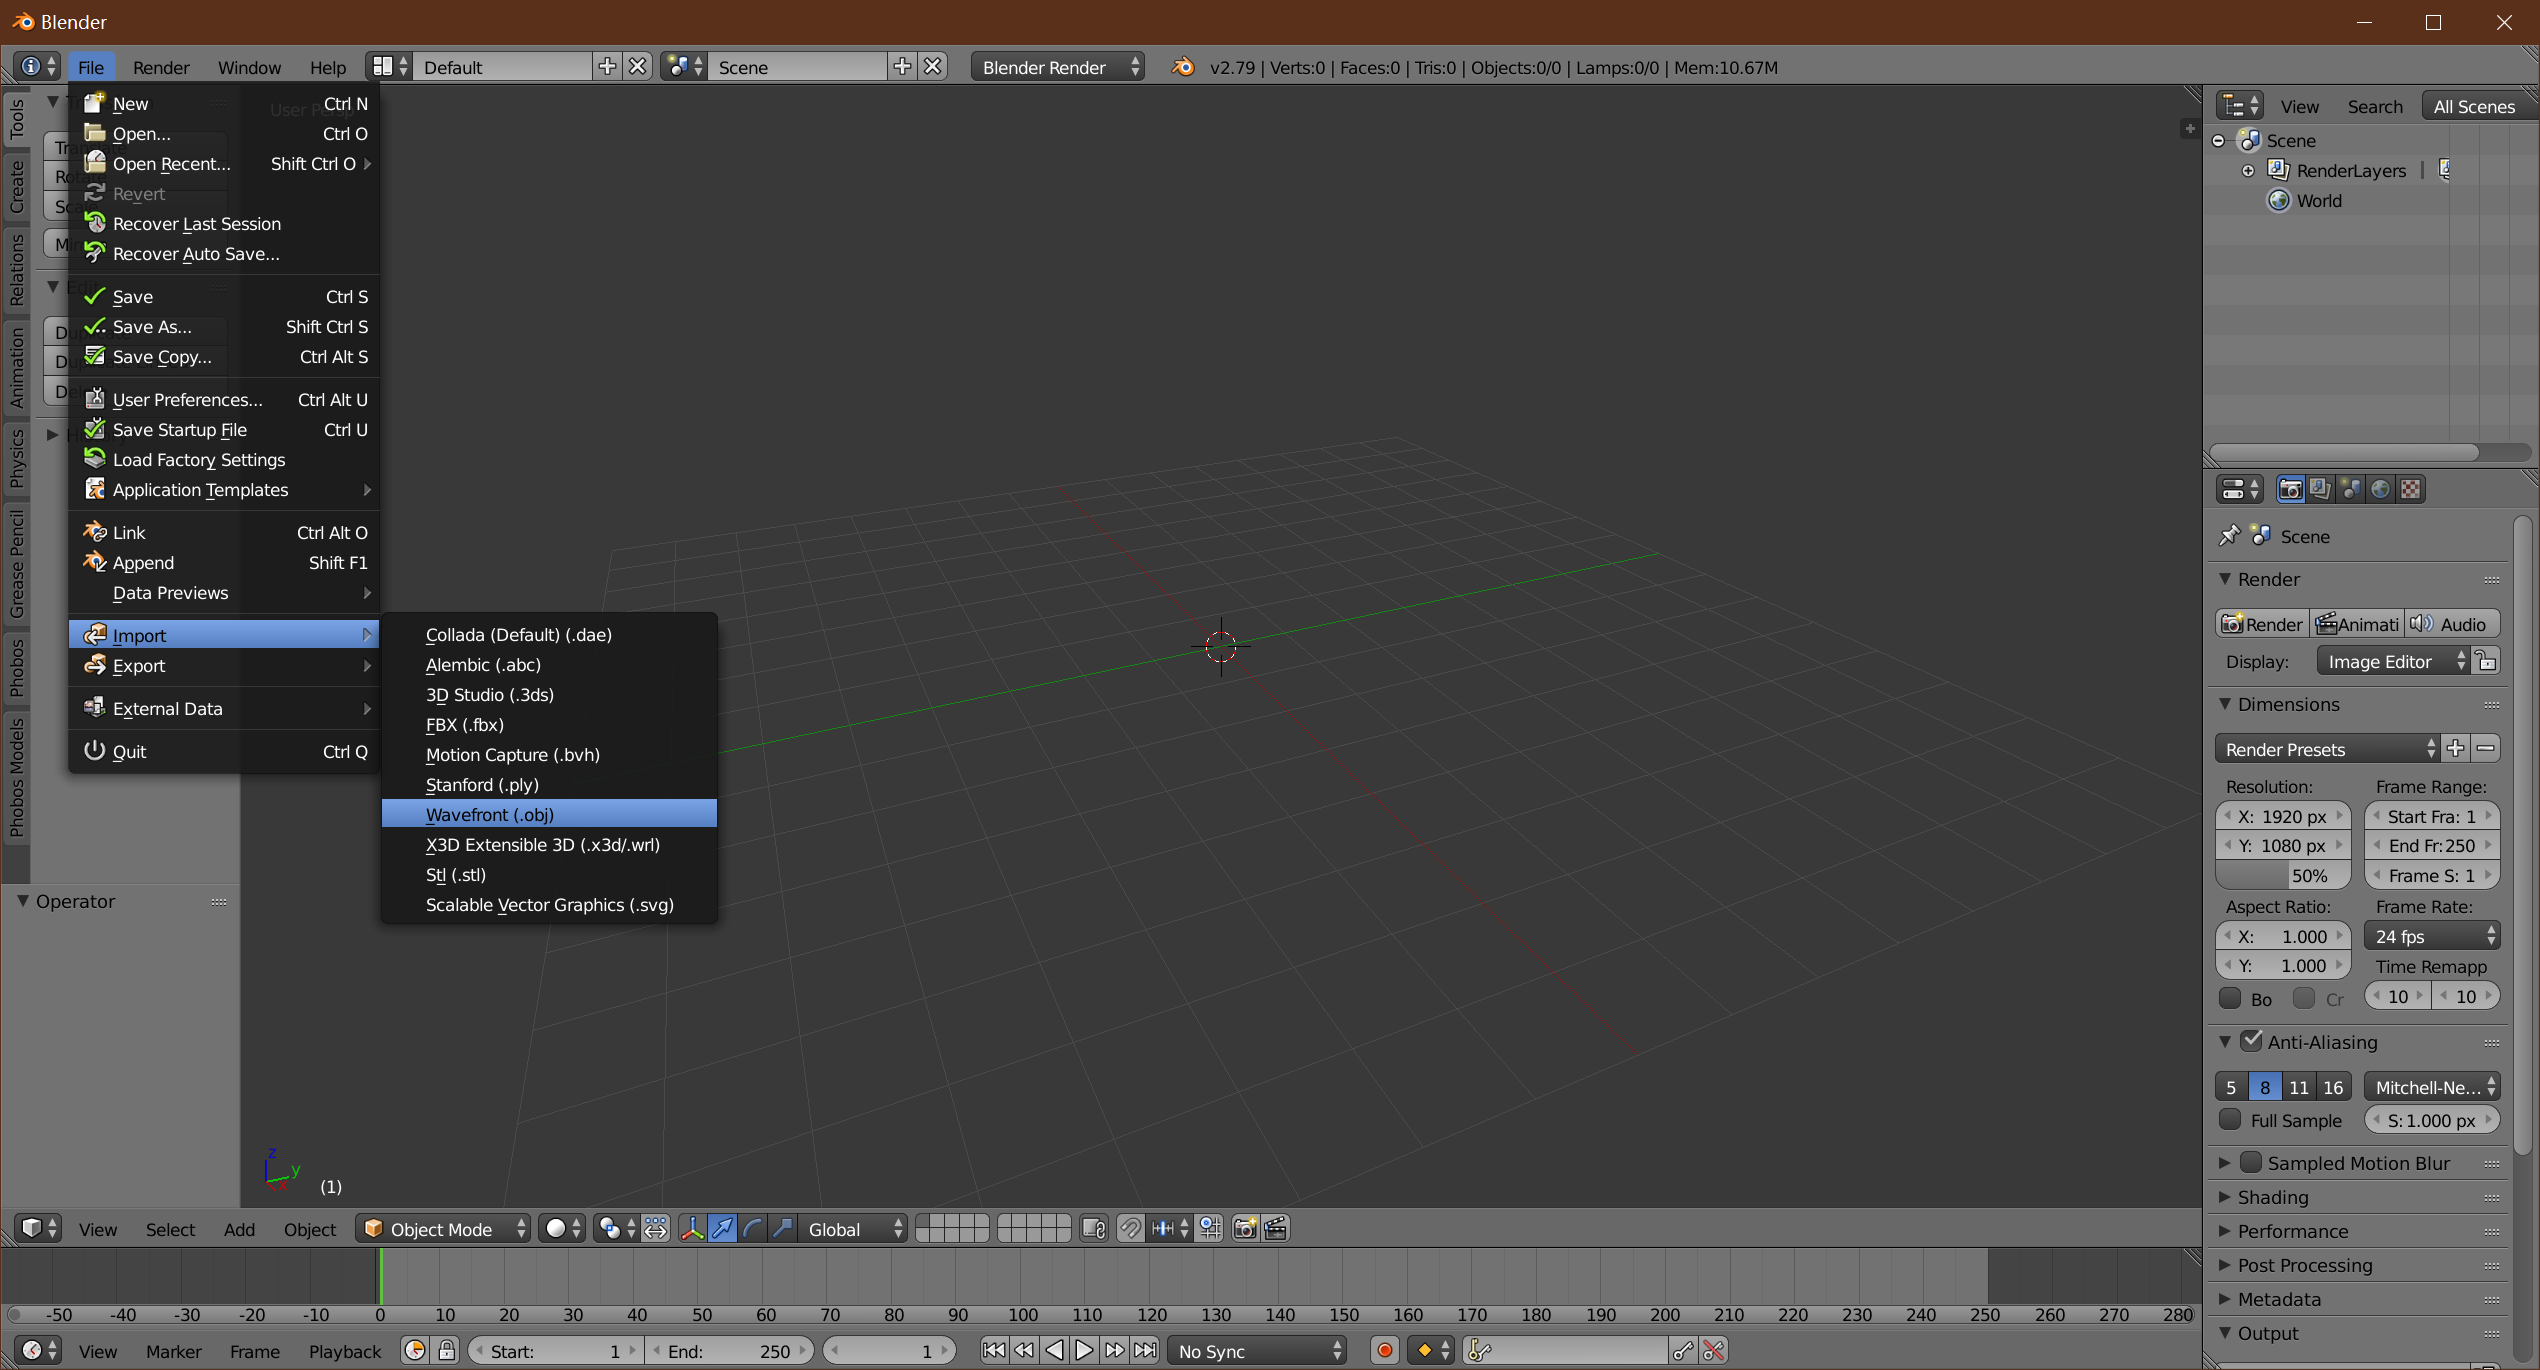 Blender
File Render Window Help Default Scene Blender Render v2.79 | Verts:0 | Faces:0 | Tris:0 | Objects:0/0 | Lamps:0/0 | Mem:10.67M
New Ctrl N
Open... Ctrl O
Open Recent... Shift Ctrl O
Revert
Recover Last Session
Recover Auto Save...
Save Ctrl S
Save As... Shift Ctrl S
Save Copy... Ctrl Alt S
User Preferences... Ctrl Alt U
Save Startup File Ctrl U
Load Factory Settings
Application Templates
Link Ctrl Alt O
Append Shift F1
Data Previews
Import
Export
External Data
Quit Ctrl Q
Collada (Default) (.dae)
Alembic (.abc)
3D Studio (.3ds)
FBX (.fbx)
Motion Capture (.bvh)
Stanford (.ply)
Wavefront (.obj)
X3D Extensible 3D (.x3d/.wrl)
Stl (.stl)
Scalable Vector Graphics (.svg)
Tools
Create
Relations
Animation
Physics
Grease Pencil
Phobos
Phobos Models
User Persp
Operator
z
y
x
(1)
View Search All Scenes
Scene
RenderLayers
World
Scene
Render
Render Animati Audio
Display: Image Editor
Dimensions
Render Presets
Resolution: Frame Range:
X: 1920 px Start Fra: 1
Y: 1080 px End Fr:250
50% Frame S: 1
Aspect Ratio: Frame Rate:
X: 1.000 24 fps
Y: 1.000 Time Remapp
Bo Cr 10 10
Anti-Aliasing
5 8 11 16 Mitchell-Ne...
Full Sample S: 1.000 px
Sampled Motion Blur
Shading
Performance
Post Processing
Metadata
Output
View Select Add Object Object Mode Global
-50 -40 -30 -20 -10 0 10 20 30 40 50 60 70 80 90 100 110 120 130 140 150 160 170 180 190 200 210 220 230 240 250 260 270 280
View Marker Frame Playback Start: 1 End: 250 1 No Sync